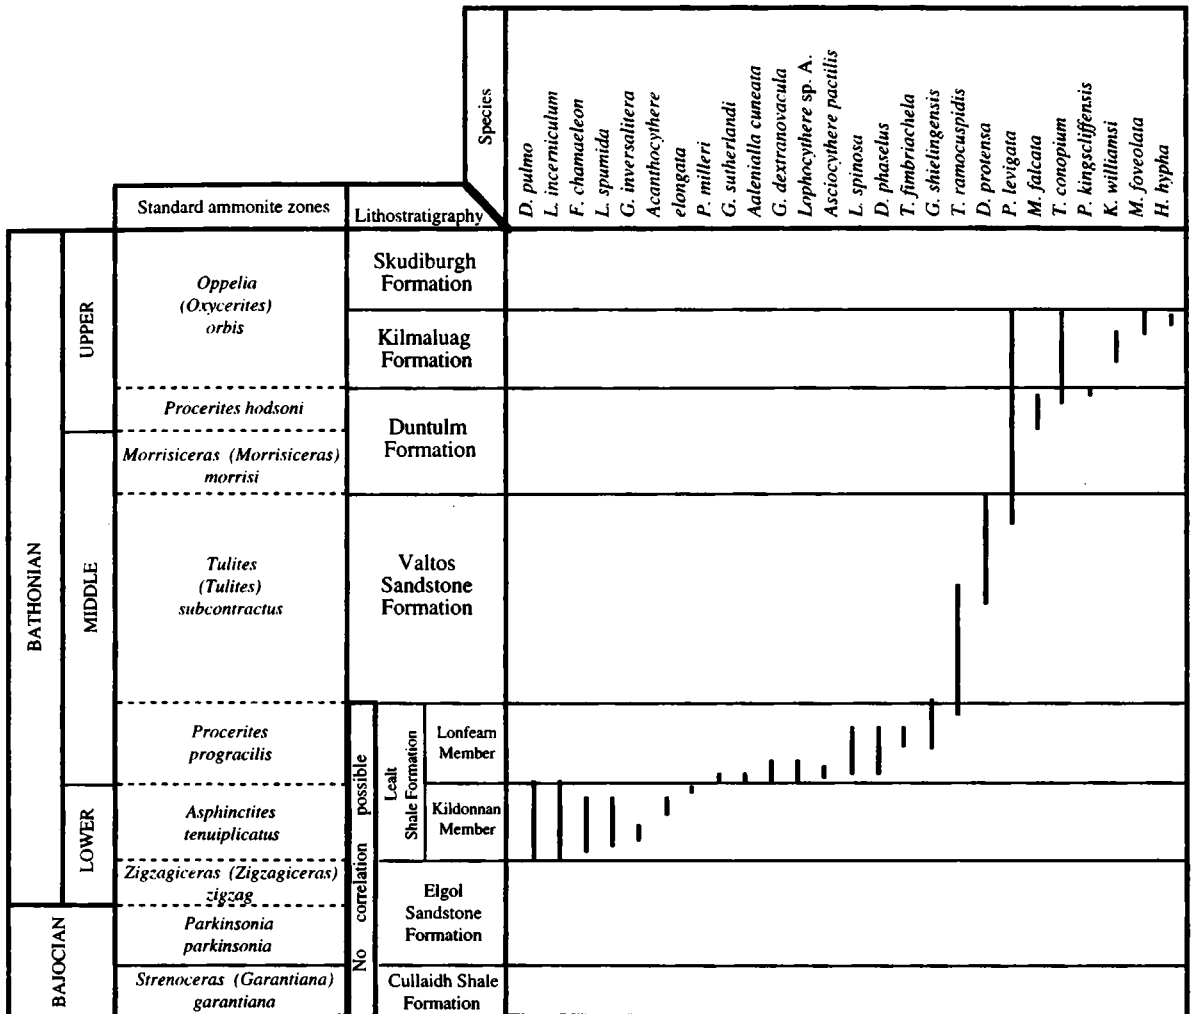 Species
D. pulmo
L. incerniculum
F. chamaeleon
L. spumida
G. inversalitera
Acanthocythere
elongata
P. milleri
G. sutherlandi
Aalenialla cuneata
G. dextranovacula
Lophocythere sp. A.
Asciocythere pactilis
L. spinosa
D. phaselus
T. fimbriachela
G. shielingensis
T. ramocuspidis
D. protensa
P. levigata
M. falcata
T. conopium
P. kingscliffensis
K. williamsi
M. foveolata
H. hypha
Standard ammonite zones
Lithostratigraphy
BATHONIAN
UPPER
Oppelia
(Oxycerites)
orbis
Skudiburgh
Formation
Kilmaluag
Formation
Procerites hodsoni
Duntulm
Formation
MIDDLE
Morrisiceras (Morrisiceras)
morrisi
Tulites
(Tulites)
subcontractus
Valtos
Sandstone
Formation
Procerites
progracilis
No correlation possible
Lealt
Shale Formation
Lonfearn
Member
LOWER
Asphinctites
tenuiplicatus
Kildonnan
Member
Zigzagiceras (Zigzagiceras)
zigzag
Elgol
Sandstone
Formation
BAJOCIAN
Parkinsonia
parkinsonia
Strenoceras (Garantiana)
garantiana
Cullaidh Shale
Formation